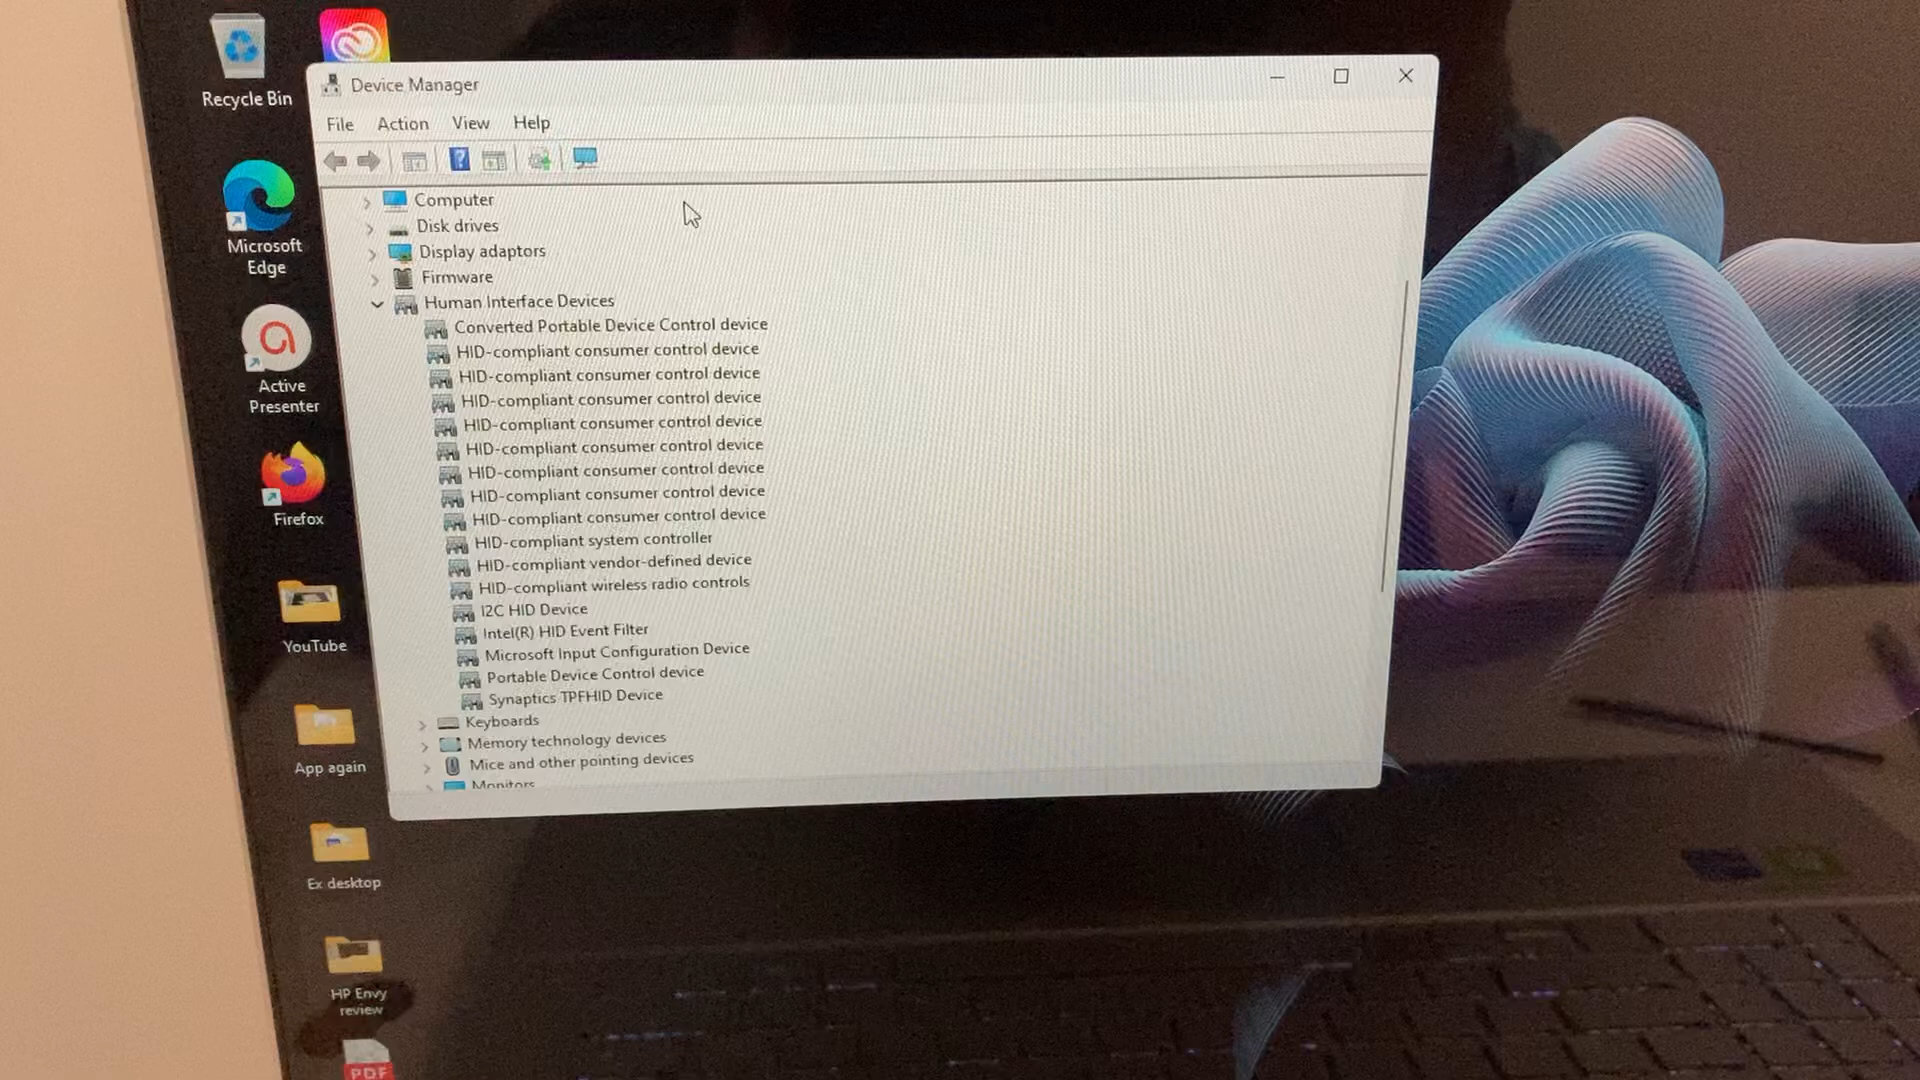 Recycle Bin
Device Manager
File Action View Help
Computer
Disk drives
Display adaptors
Firmware
Human Interface Devices
Converted Portable Device Control device
HID-compliant consumer control device
HID-compliant consumer control device
HID-compliant consumer control device
HID-compliant consumer control device
HID-compliant consumer control device
HID-compliant consumer control device
HID-compliant consumer control device
HID-compliant consumer control device
HID-compliant system controller
HID-compliant vendor-defined device
HID-compliant wireless radio controls
I2C HID Device
Intel(R) HID Event Filter
Microsoft Input Configuration Device
Portable Device Control device
Synaptics TPFHID Device
Keyboards
Memory technology devices
Mice and other pointing devices
Monitors
Microsoft
Edge
Active
Presenter
Firefox
YouTube
App again
Ex desktop
HP Envy
review
PDF